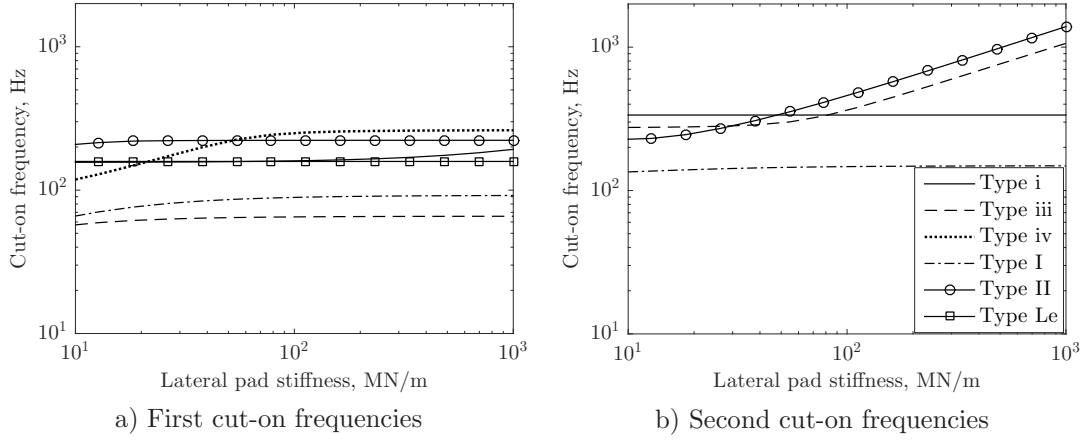 10³
10²
10¹
Cut-on frequency, Hz
10¹
10²
10³
Lateral pad stiffness, MN/m
a) First cut-on frequencies
10³
10²
10¹
Cut-on frequency, Hz
Type i
Type iii
Type iv
Type I
Type II
Type Le
10¹
10²
10³
Lateral pad stiffness, MN/m
b) Second cut-on frequencies